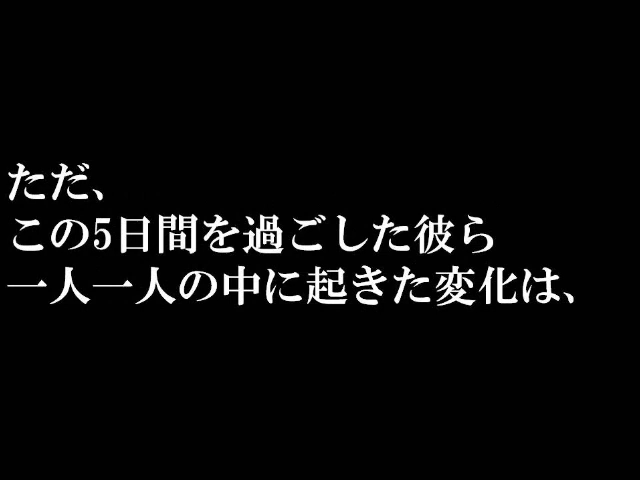 ただ、
この5日間を過ごした彼ら
一人一人の中に起きた変化は、